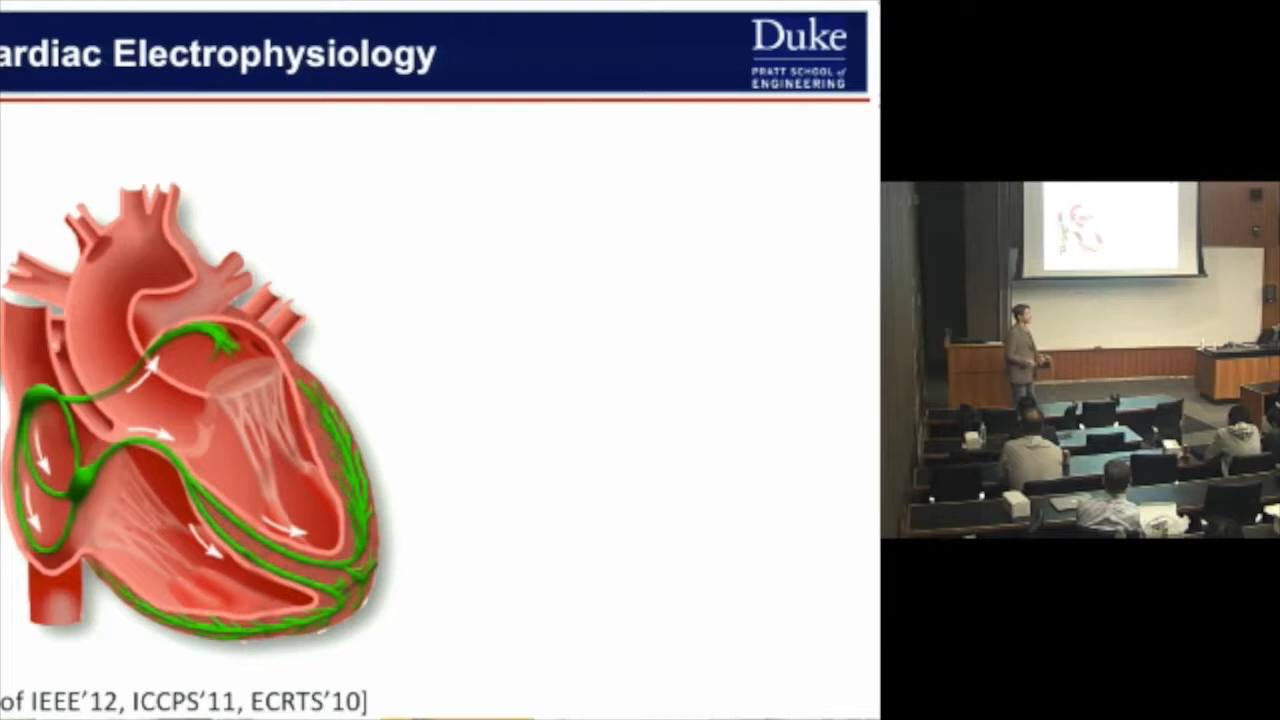 ardiac Electrophysiology
Duke
PRATT SCHOOL of
ENGINEERING
of IEEE'12, ICCPS'11, ECRTS'10]